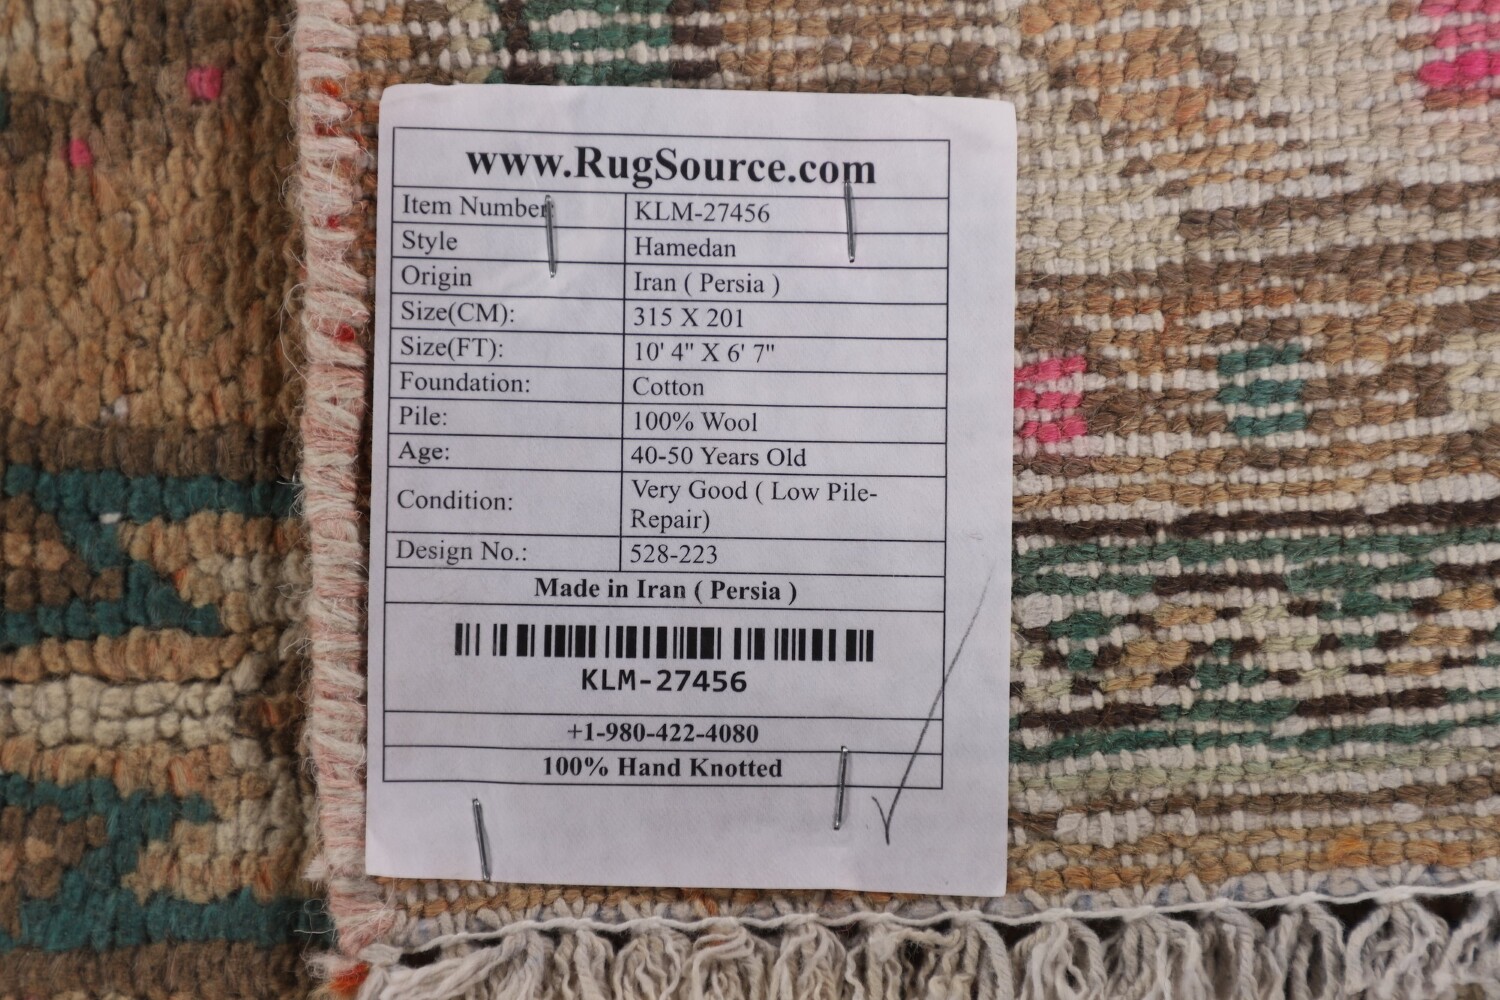 www.RugSource.com
Item Number KLM-27456
Style Hamedan
Origin Iran ( Persia )
Size(CM): 315 X 201
Size(FT): 10' 4" X 6' 7"
Foundation: Cotton
Pile: 100% Wool
Age: 40-50 Years Old
Condition: Very Good ( Low Pile-
Repair)
Design No.: 528-223
Made in Iran ( Persia )
KLM-27456
+1-980-422-4080
100% Hand Knotted